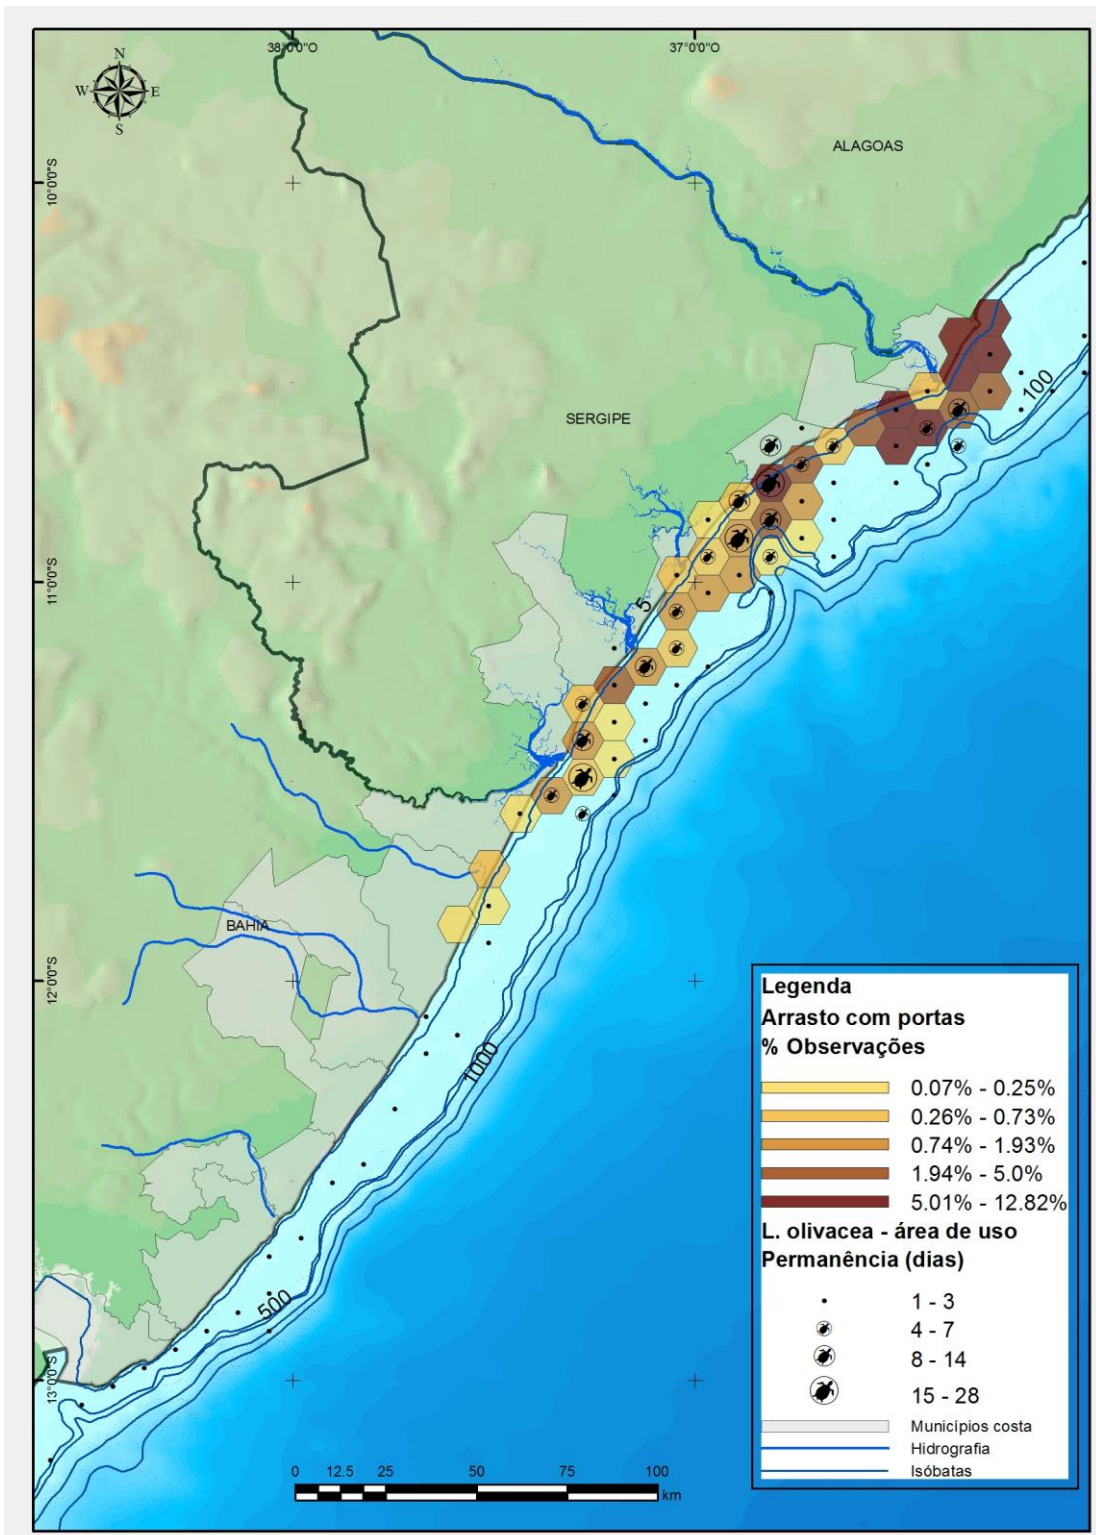 38°0'0"O
37°0'0"O
N
W E
S
ALAGOAS
10°0'0"S
100
SERGIPE
11°0'0"S
5
BAHIA
12°0'0"S
1000
500
13°0'0"S
Legenda
Arrasto com portas
% Observações
0.07% - 0.25%
0.26% - 0.73%
0.74% - 1.93%
1.94% - 5.0%
5.01% - 12.82%
L. olivacea - área de uso
Permanência (dias)
1 - 3
4 - 7
8 - 14
15 - 28
Municípios costa
Hidrografia
Isóbatas
0 12.5 25 50 75 100
km